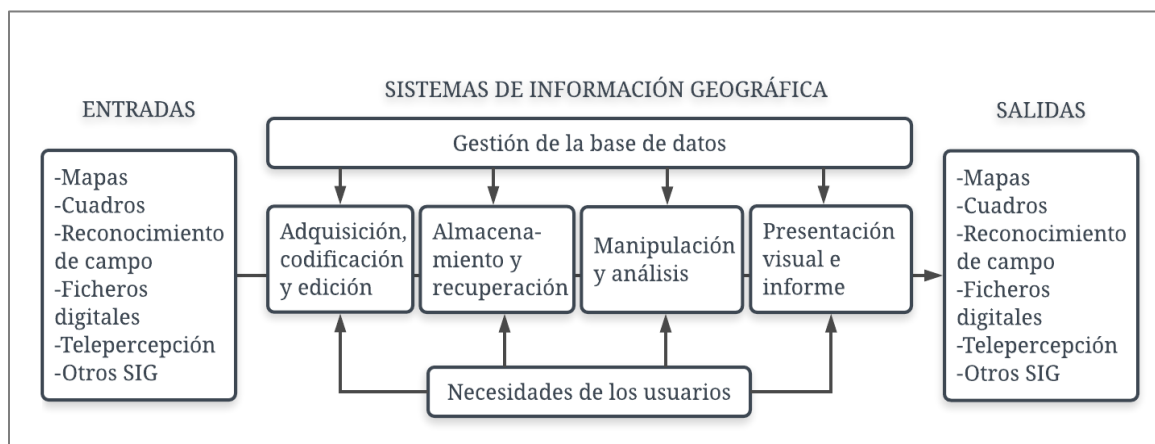 SISTEMAS DE INFORMACIÓN GEOGRÁFICA
ENTRADAS
-Mapas
-Cuadros
-Reconocimiento
de campo
-Ficheros
digitales
-Telepercepción
-Otros SIG
Gestión de la base de datos
Adquisición,
codificación
y edición
Almacena-
miento y
recuperación
Manipulación
y análisis
Presentación
visual e
informe
Necesidades de los usuarios
SALIDAS
-Mapas
-Cuadros
-Reconocimiento
de campo
-Ficheros
digitales
-Telepercepción
-Otros SIG